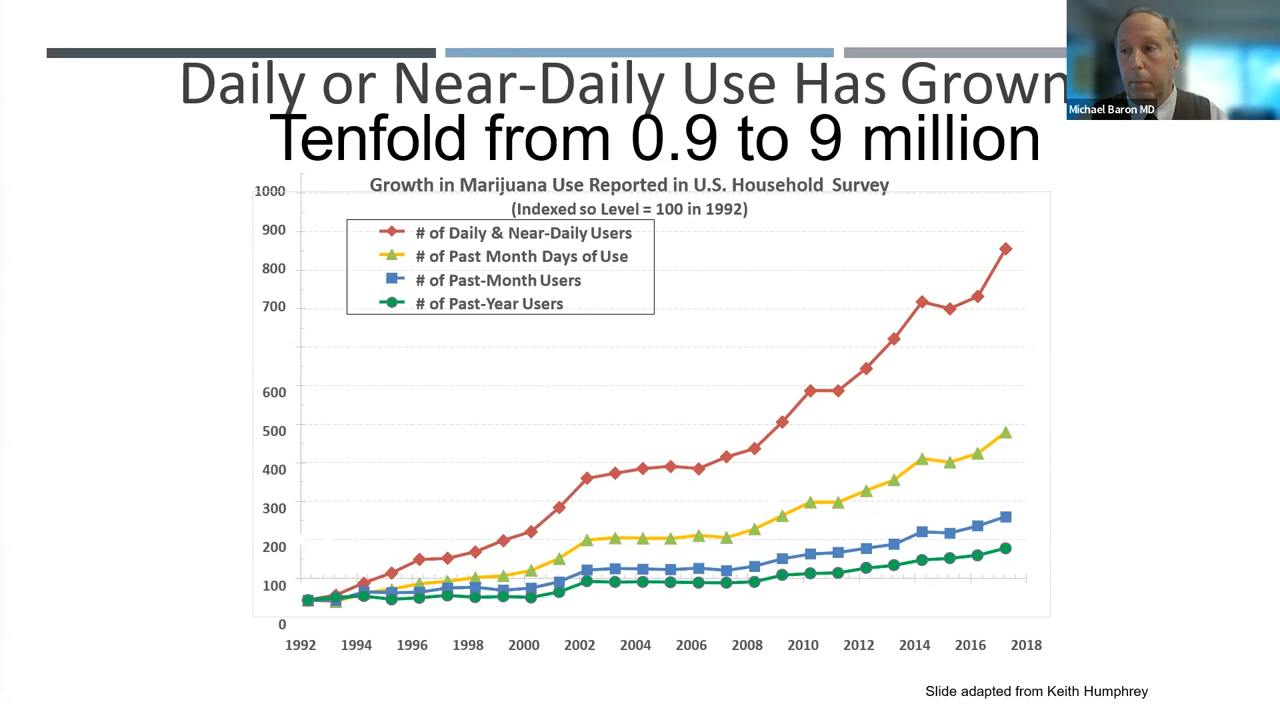 Daily or Near-Daily Use Has Grown
Tenfold from 0.9 to 9 million
Michael Baron MD
Growth in Marijuana Use Reported in U.S. Household Survey
(Indexed so Level = 100 in 1992)
# of Daily & Near-Daily Users
# of Past Month Days of Use
# of Past-Month Users
# of Past-Year Users
1000
900
800
700
600
500
400
300
200
100
0
1992 1994 1996 1998 2000 2002 2004 2006 2008 2010 2012 2014 2016 2018
Slide adapted from Keith Humphrey